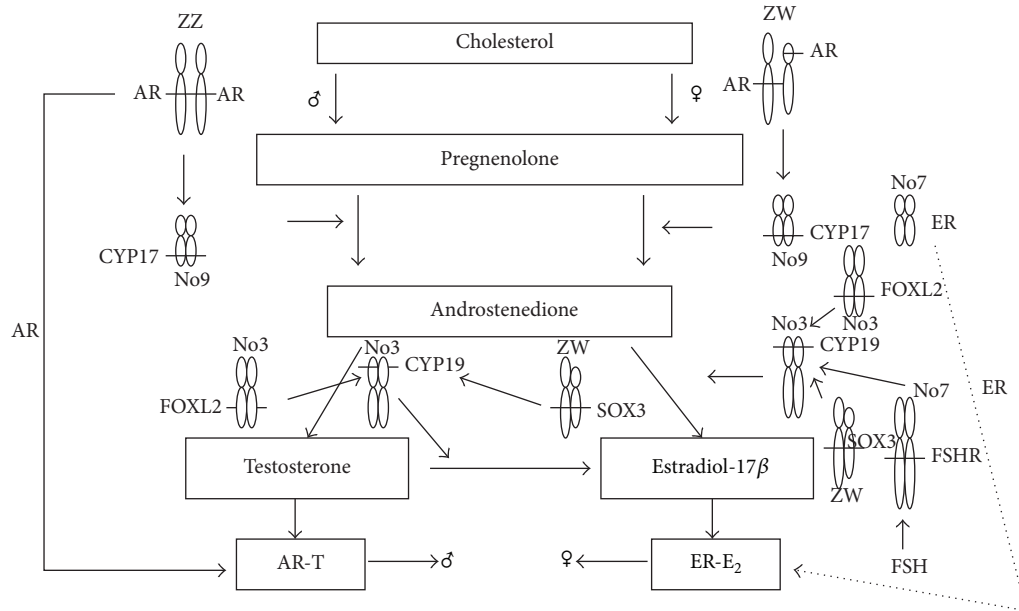 ZZ
Cholesterol
ZW
AR
AR
AR
AR
♂
♀
Pregnenolone
No7
CYP17
No9
CYP17
No9
ER
FOXL2
No3
Androstenedione
AR
No3
No3
CYP19
ZW
No3
CYP19
FOXL2
SOX3
No7
ER
Testosterone
Estradiol-17β
SOX3
FSHR
ZW
AR-T
♂
♀
ER-E₂
FSH